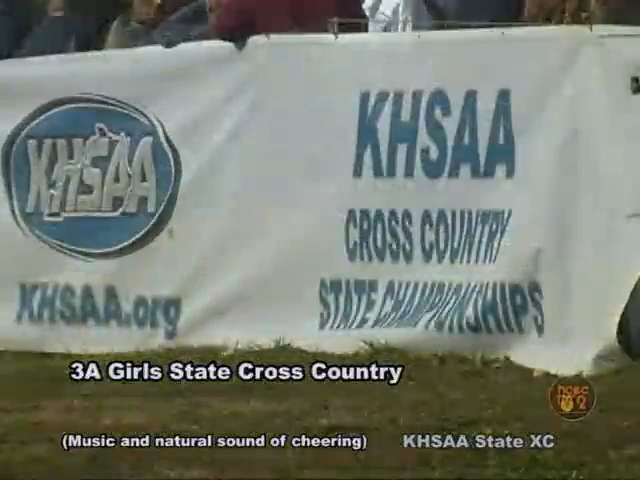 KHSAA
KHSAA.org
KHSAA
CROSS COUNTRY
STATE CHAMPIONSHIPS
3A Girls State Cross Country
(Music and natural sound of cheering)
KHSAA State XC